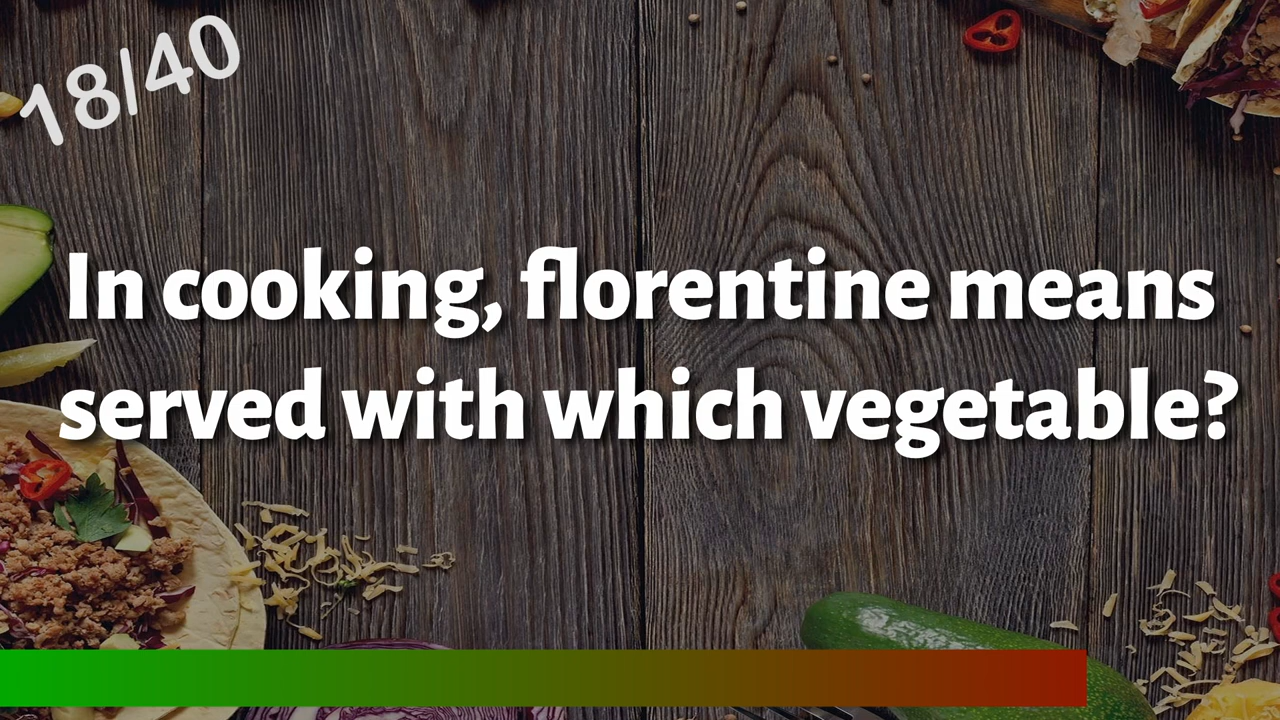 18/40
In cooking, florentine means
served with which vegetable?